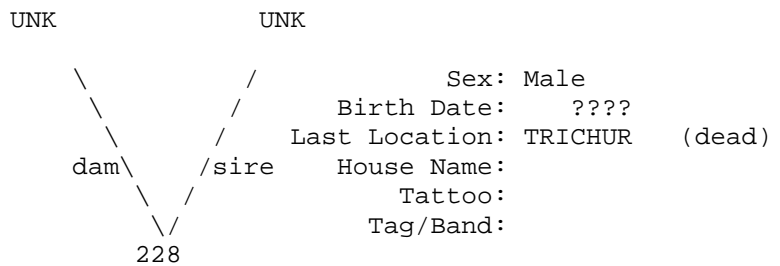 UNK UNK
Sex: Male
Birth Date: ????
Last Location: TRICHUR (dead)
dam\ /sire House Name:
Tattoo:
Tag/Band:
228